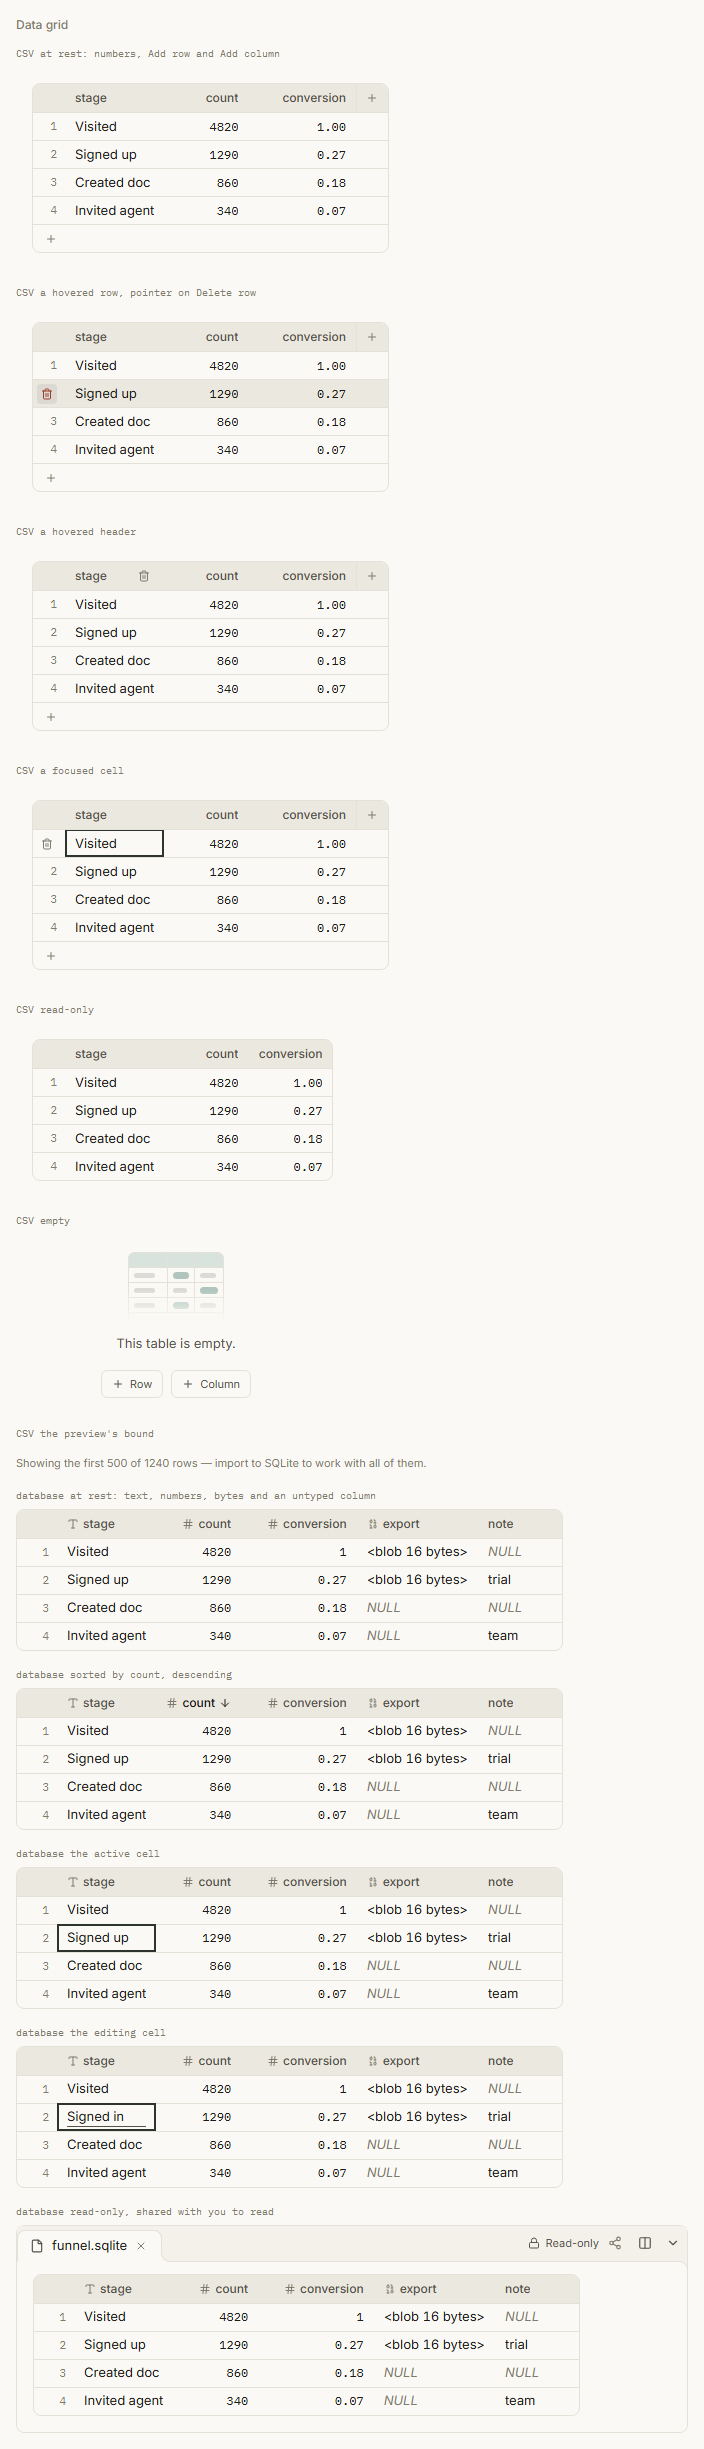 Data grid
CSV at rest: numbers, Add row and Add column
stage count conversion +
1 Visited 4820 1.00
2 Signed up 1290 0.27
3 Created doc 860 0.18
4 Invited agent 340 0.07
+
CSV a hovered row, pointer on Delete row
stage count conversion +
1 Visited 4820 1.00
Signed up 1290 0.27
3 Created doc 860 0.18
4 Invited agent 340 0.07
+
CSV a hovered header
stage count conversion +
1 Visited 4820 1.00
2 Signed up 1290 0.27
3 Created doc 860 0.18
4 Invited agent 340 0.07
+
CSV a focused cell
stage count conversion +
Visited 4820 1.00
2 Signed up 1290 0.27
3 Created doc 860 0.18
4 Invited agent 340 0.07
+
CSV read-only
stage count conversion
1 Visited 4820 1.00
2 Signed up 1290 0.27
3 Created doc 860 0.18
4 Invited agent 340 0.07
CSV empty
This table is empty.
+ Row + Column
CSV the preview's bound
Showing the first 500 of 1240 rows — import to SQLite to work with all of them.
database at rest: text, numbers, bytes and an untyped column
T stage # count # conversion export note
1 Visited 4820 1 <blob 16 bytes> NULL
2 Signed up 1290 0.27 <blob 16 bytes> trial
3 Created doc 860 0.18 NULL NULL
4 Invited agent 340 0.07 NULL team
database sorted by count, descending
T stage # count ↓ # conversion export note
1 Visited 4820 1 <blob 16 bytes> NULL
2 Signed up 1290 0.27 <blob 16 bytes> trial
3 Created doc 860 0.18 NULL NULL
4 Invited agent 340 0.07 NULL team
database the active cell
T stage # count # conversion export note
1 Visited 4820 1 <blob 16 bytes> NULL
2 Signed up 1290 0.27 <blob 16 bytes> trial
3 Created doc 860 0.18 NULL NULL
4 Invited agent 340 0.07 NULL team
database the editing cell
T stage # count # conversion export note
1 Visited 4820 1 <blob 16 bytes> NULL
2 Signed in 1290 0.27 <blob 16 bytes> trial
3 Created doc 860 0.18 NULL NULL
4 Invited agent 340 0.07 NULL team
database read-only, shared with you to read
funnel.sqlite × Read-only
T stage # count # conversion export note
1 Visited 4820 1 <blob 16 bytes> NULL
2 Signed up 1290 0.27 <blob 16 bytes> trial
3 Created doc 860 0.18 NULL NULL
4 Invited agent 340 0.07 NULL team